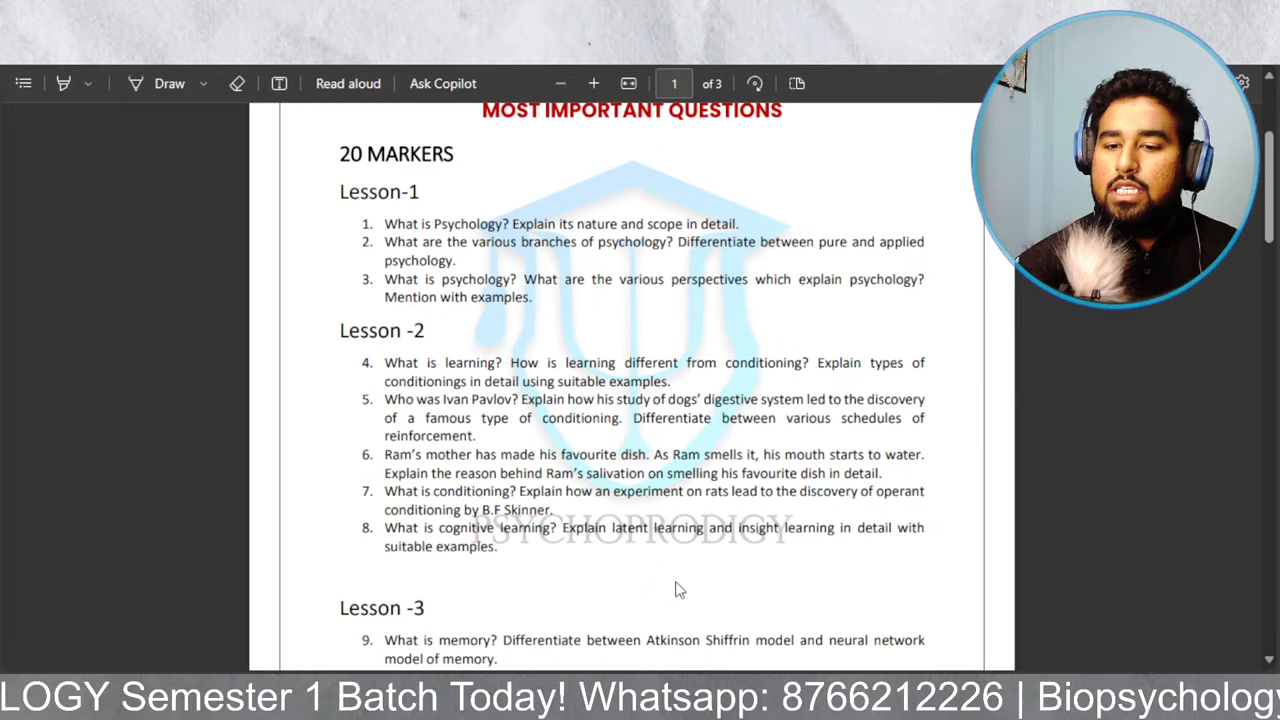 Draw
Read aloud
Ask Copilot
1
of 3
MOST IMPORTANT QUESTIONS
20 MARKERS
Lesson-1
1. What is Psychology? Explain its nature and scope in detail.
2. What are the various branches of psychology? Differentiate between pure and applied
psychology.
3. What is psychology? What are the various perspectives which explain psychology?
Mention with examples.
Lesson -2
4. What is learning? How is learning different from conditioning? Explain types of
conditionings in detail using suitable examples.
5. Who was Ivan Pavlov? Explain how his study of dogs' digestive system led to the discovery
of a famous type of conditioning. Differentiate between various schedules of
reinforcement.
6. Ram's mother has made his favourite dish. As Ram smells it, his mouth starts to water.
Explain the reason behind Ram's salivation on smelling his favourite dish in detail.
7. What is conditioning? Explain how an experiment on rats lead to the discovery of operant
conditioning by B.F Skinner.
8. What is cognitive learning? Explain latent learning and insight learning in detail with
suitable examples.
PSYCHOPRODIGY
Lesson -3
9. What is memory? Differentiate between Atkinson Shiffrin model and neural network
model of memory.
LOGY Semester 1 Batch Today! Whatsapp: 8766212226 | Biopsycholog